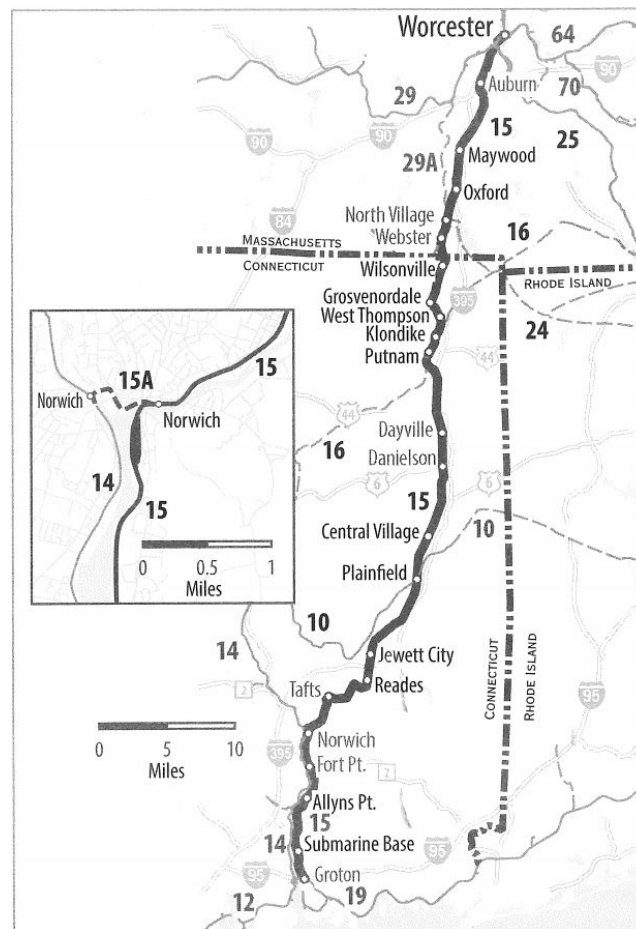 Worcester
64
90
Auburn
70
29
15
90
90
25
Maywood
29A
Oxford
84
North Village
16
Webster
MASSACHUSETTS
CONNECTICUT
Wilsonville
RHODE ISLAND
395
Grosvenordale
West Thompson
24
Klondike
Putnam
44
15A
15
Norwich
Norwich
44
16
Dayville
Danielson
6
6
14
15
15
10
Central Village
0 0.5 1
Miles
Plainfield
10
14
Jewett City
CONNECTICUT
RHODE ISLAND
Reades
2
Tafts
95
0 5 10
Miles
395
Norwich
Fort Pt.
2
Allyns Pt.
15
14
Submarine Base
95
95
Groton
19
12